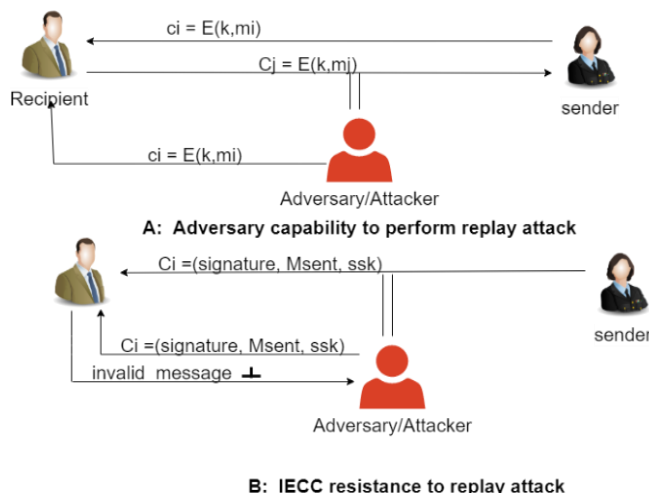 ci = E(k,mi)
Cj = E(k,mj)
Recipient
sender
ci = E(k,mi)
Adversary/Attacker
A: Adversary capability to perform replay attack
Ci =(signature, Msent, ssk)
sender
Ci =(signature, Msent, ssk)
invalid message ⊥
Adversary/Attacker
B: IECC resistance to replay attack